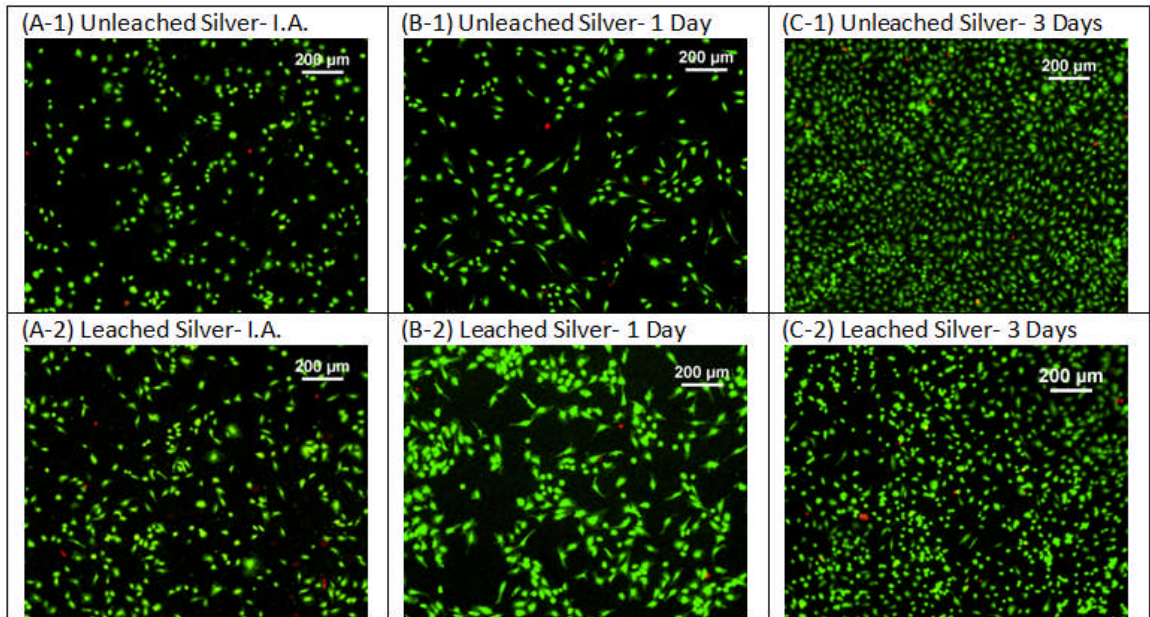 (A-1) Unleached Silver- I.A.
200 µm
(B-1) Unleached Silver- 1 Day
200 µm
(C-1) Unleached Silver- 3 Days
200 µm
(A-2) Leached Silver- I.A.
200 µm
(B-2) Leached Silver- 1 Day
200 µm
(C-2) Leached Silver- 3 Days
200 µm